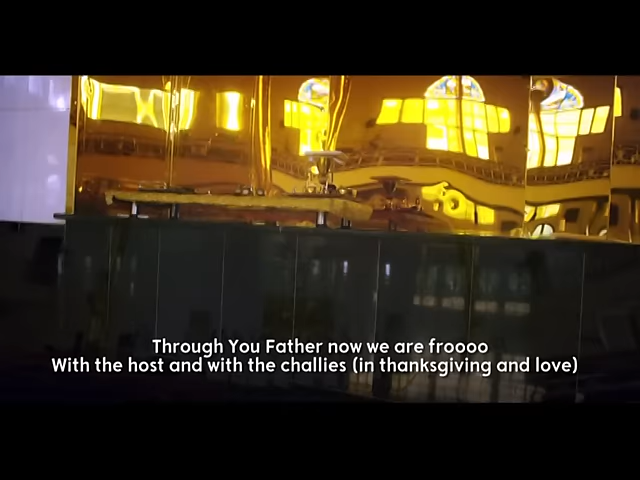 Through You Father now we are froooo
With the host and with the challies (in thanksgiving and love)